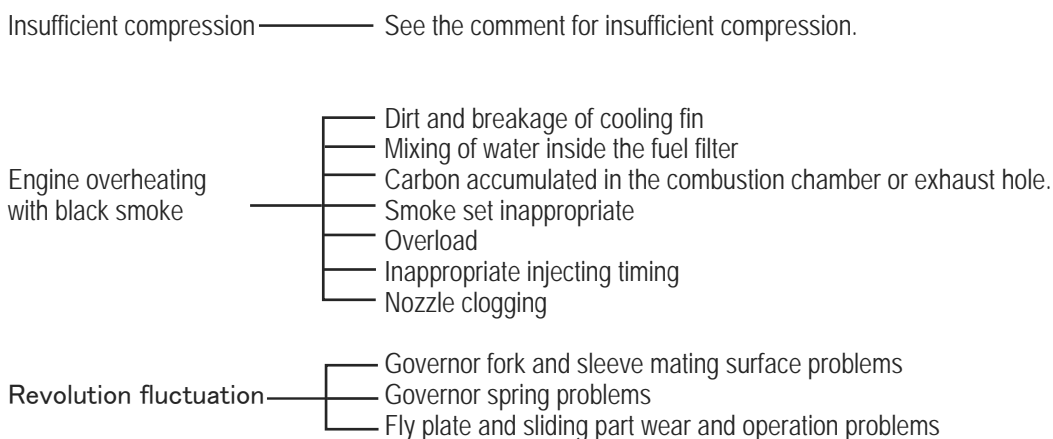 Insufficient compression See the comment for insufficient compression.
Dirt and breakage of cooling fin
Mixing of water inside the fuel filter
Engine overheating
with black smoke
Carbon accumulated in the combustion chamber or exhaust hole.
Smoke set inappropriate
Overload
Inappropriate injecting timing
Nozzle clogging
Revolution fluctuation
Governor fork and sleeve mating surface problems
Governor spring problems
Fly plate and sliding part wear and operation problems